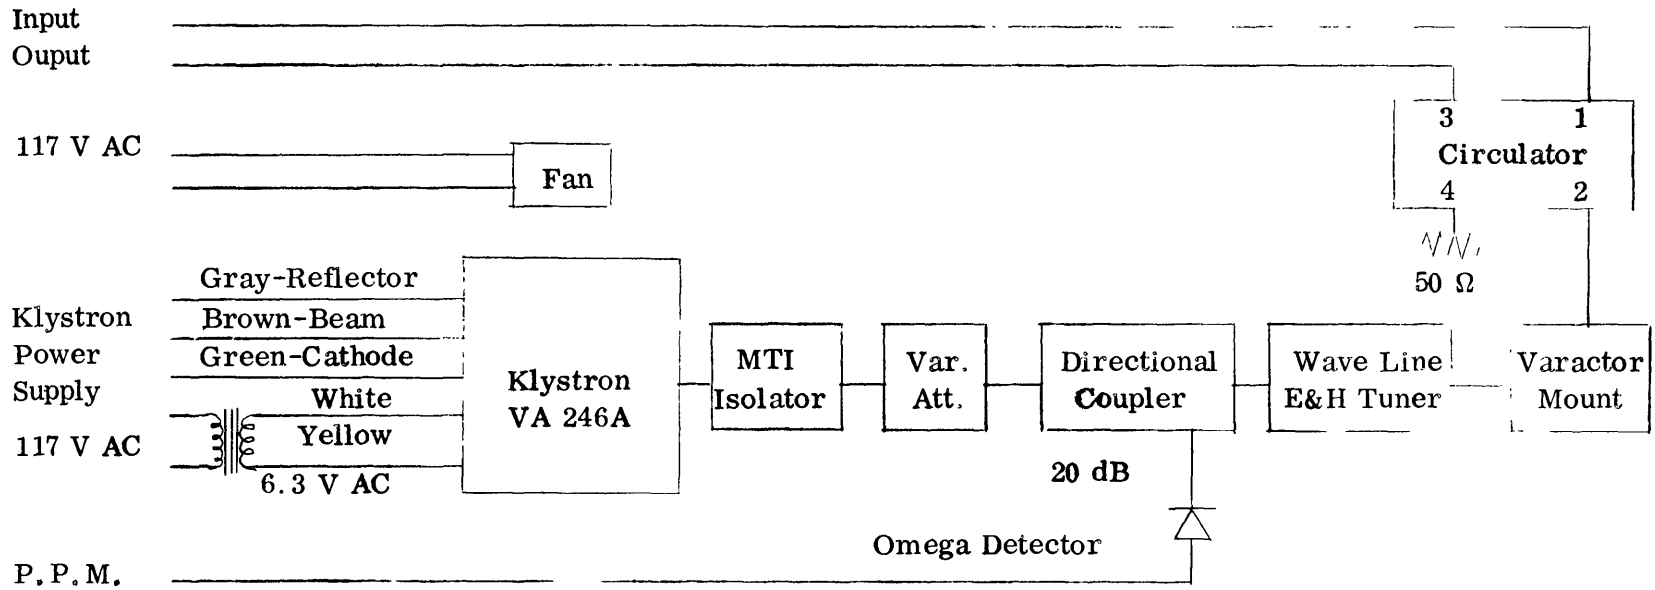 Input
Ouput
3 1
Circulator
4 2
50 Ω
117 V AC
Fan
Klystron
Power
Supply
Gray-Reflector
Brown-Beam
Green-Cathode
White
Yellow
117 V AC
6.3 V AC
Klystron
VA 246A
MTI
Isolator
Var.
Att.
Directional
Coupler
20 dB
Wave Line
E&H Tuner
Varactor
Mount
Omega Detector
P.P.M.